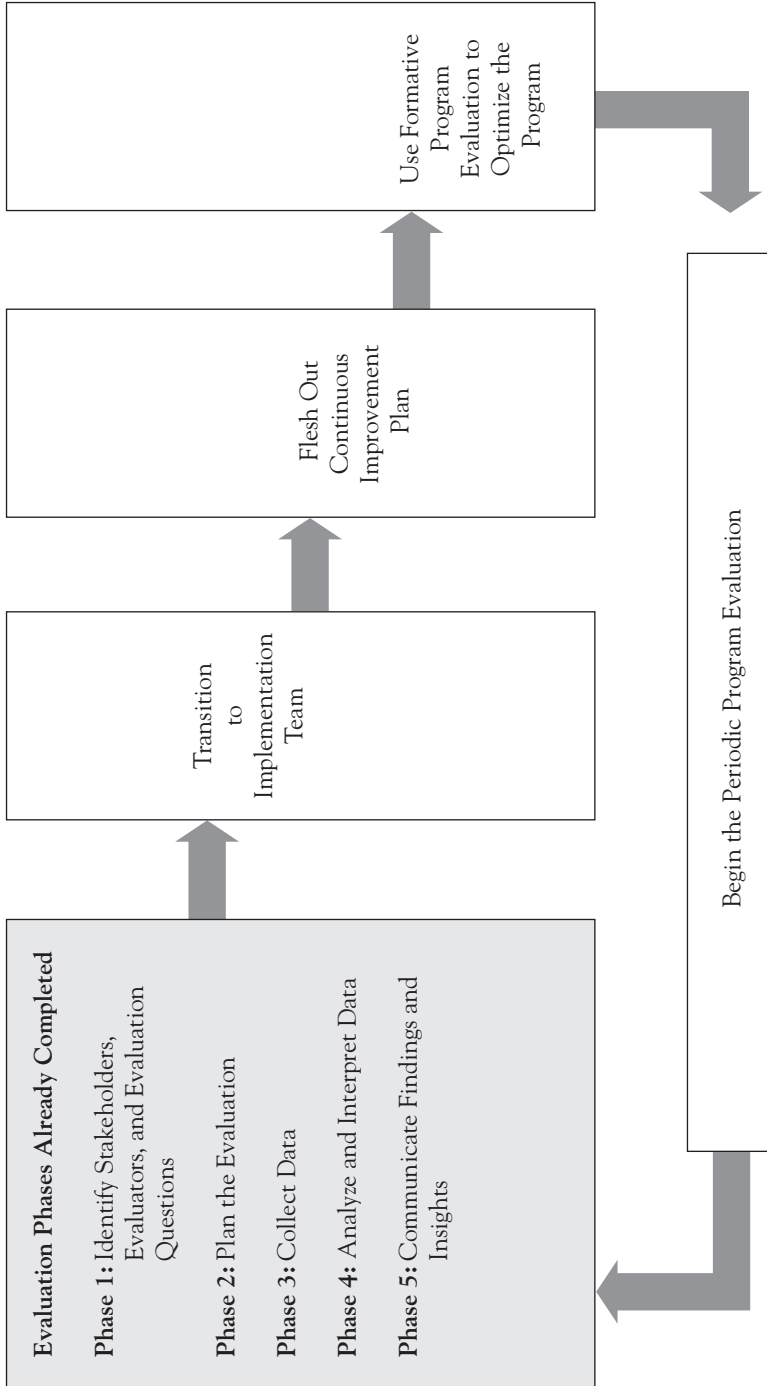 Evaluation Phases Already Completed
Phase 1: Identify Stakeholders,
Evaluators, and Evaluation
Questions
Phase 2: Plan the Evaluation
Phase 3: Collect Data
Phase 4: Analyze and Interpret Data
Phase 5: Communicate Findings and
Insights
Transition
to
Implementation
Team
Flesh Out
Continuous
Improvement
Plan
Use Formative
Program
Evaluation to
Optimize the
Program
Begin the Periodic Program Evaluation